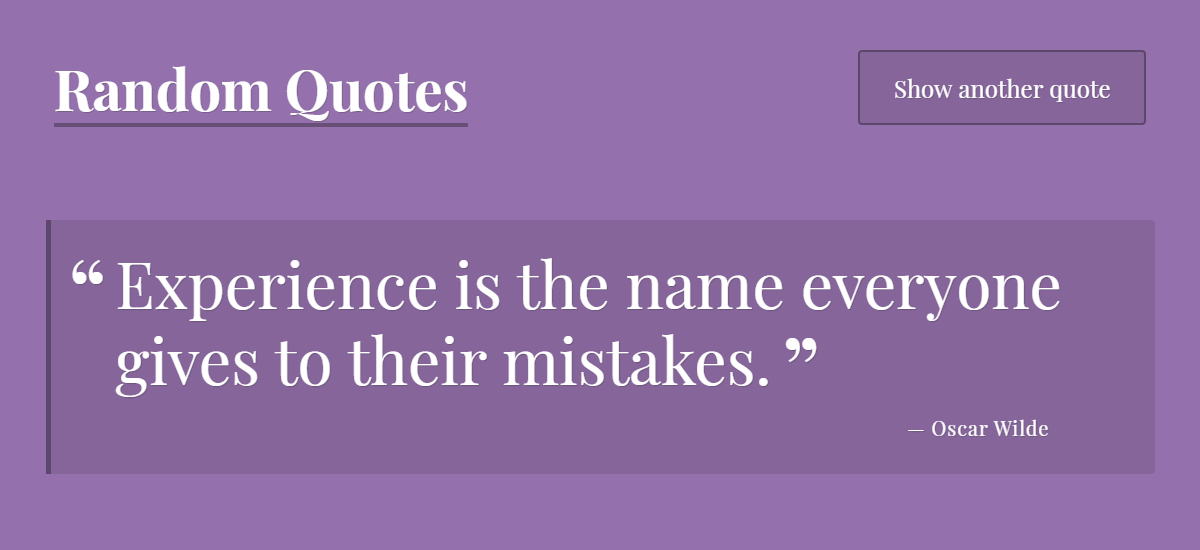 Random Quotes
Show another quote
“ Experience is the name everyone
gives to their mistakes. ”
— Oscar Wilde